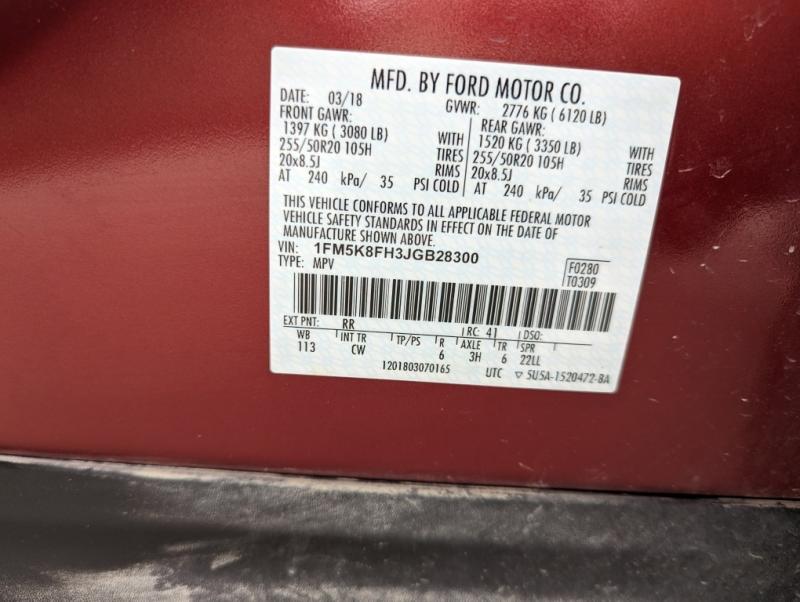 MFD. BY FORD MOTOR CO.
DATE: 03/18 GVWR: 2776 KG ( 6120 LB)
FRONT GAWR: REAR GAWR:
1397 KG ( 3080 LB) WITH 1520 KG ( 3350 LB) WITH
255/50R20 105H TIRES 255/50R20 105H TIRES
20x8.5J RIMS 20x8.5J RIMS
AT 240 kPa/ 35 PSI COLD AT 240 kPa/ 35 PSI COLD
THIS VEHICLE CONFORMS TO ALL APPLICABLE FEDERAL MOTOR
VEHICLE SAFETY STANDARDS IN EFFECT ON THE DATE OF
MANUFACTURE SHOWN ABOVE.
VIN: 1FM5K8FH3JGB28300
TYPE: MPV F0280
T0309
EXT PNT: RR RC: 41 DSO:
WB INT TR TP/PS R AXLE TR SPR
113 CW 6 3H 6 22LL
1201803070165 UTC ▽ 5U5A-1520472-BA